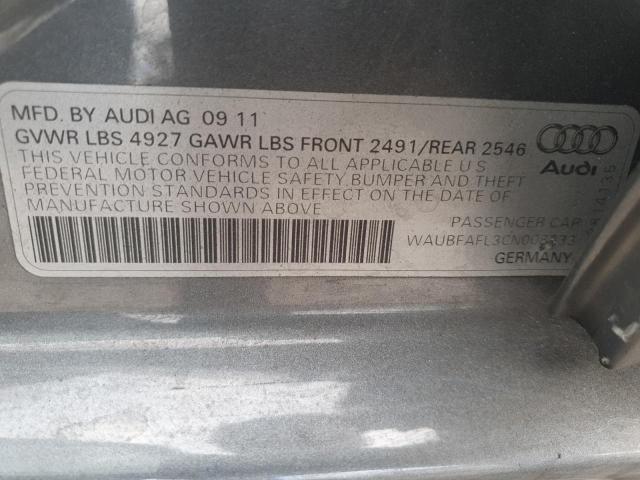 MFD. BY AUDI AG 09 11
GVWR LBS 4927 GAWR LBS FRONT 2491/REAR 2546
THIS VEHICLE CONFORMS TO ALL APPLICABLE U S
FEDERAL MOTOR VEHICLE SAFETY, BUMPER AND THEFT
PREVENTION STANDARDS IN EFFECT ON THE DATE OF
MANUFACTURE SHOWN ABOVE
Audi
PASSENGER CAR
GERMANY